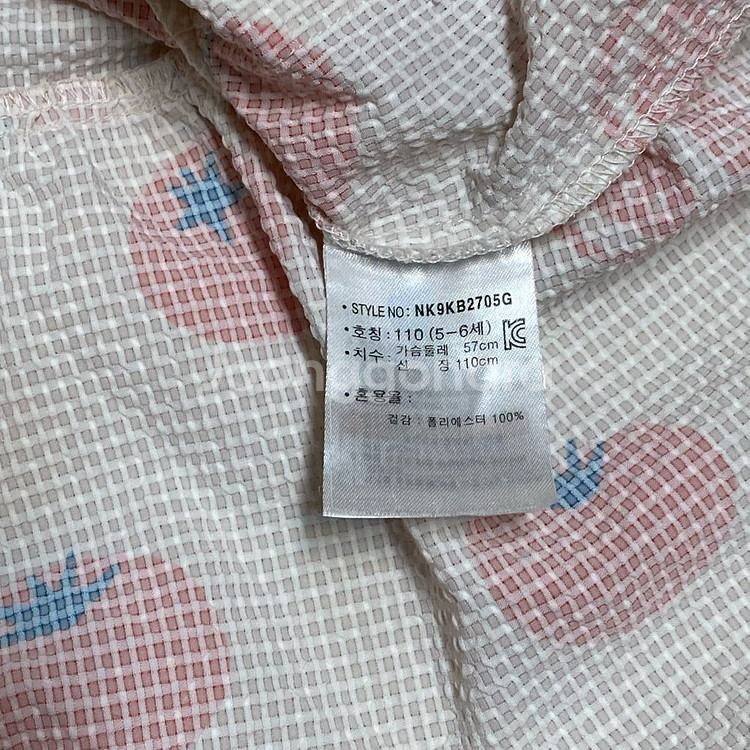 • STYLE NO: NK9KB2705G
• 호칭 : 110 (5-6세)
• 치수 : 가슴둘레 57cm
신 장 110cm
• 혼용율 :
겉감 : 폴리에스터 100%